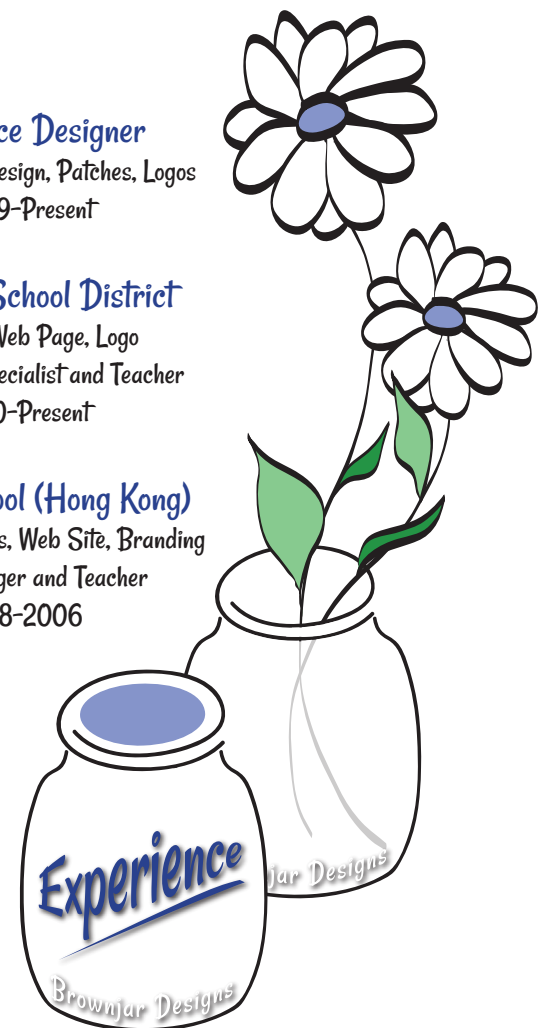 ce Designer
esign, Patches, Logos
9-Present
School District
Web Page, Logo
ecialist and Teacher
0-Present
ool (Hong Kong)
s, Web Site, Branding
ger and Teacher
8-2006
Experience
jar Designs
Brownjar Designs